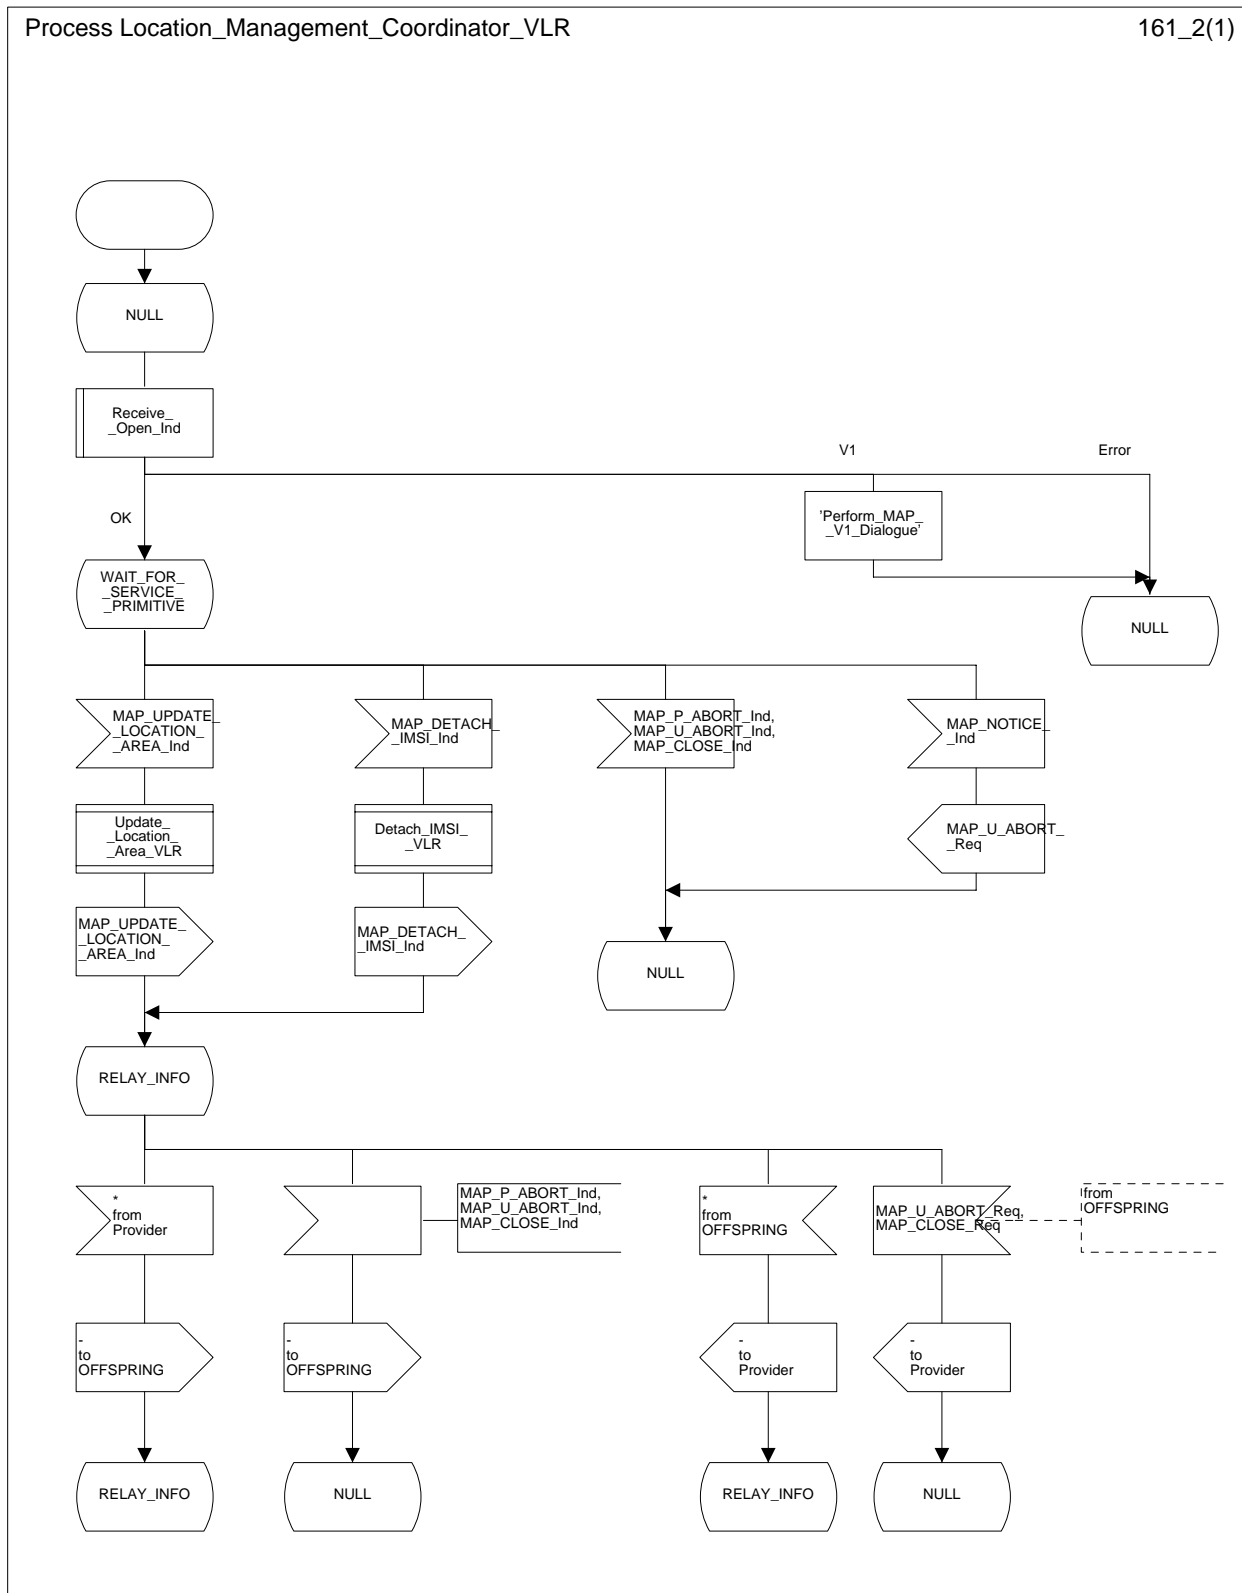 Process Location_Management_Coordinator_VLR
161_2(1)
NULL
Receive_
_Open_Ind
V1
Error
OK
'Perform_MAP_
_V1_Dialogue'
WAIT_FOR_
_SERVICE_
_PRIMITIVE
NULL
MAP_UPDATE_
_LOCATION_
_AREA_Ind
MAP_DETACH_
_IMSI_Ind
MAP_P_ABORT_Ind,
MAP_U_ABORT_Ind,
MAP_CLOSE_Ind
MAP_NOTICE_
_Ind
Update_
_Location_
_Area_VLR
Detach_IMSI_
_VLR
MAP_U_ABORT_
_Req
MAP_UPDATE_
_LOCATION_
_AREA_Ind
MAP_DETACH_
_IMSI_Ind
NULL
RELAY_INFO
*
from
Provider
MAP_P_ABORT_Ind,
MAP_U_ABORT_Ind,
MAP_CLOSE_Ind
*
from
OFFSPRING
MAP_U_ABORT_Req,
MAP_CLOSE_Req
from
OFFSPRING
-
to
OFFSPRING
-
to
OFFSPRING
-
to
Provider
-
to
Provider
RELAY_INFO
NULL
RELAY_INFO
NULL